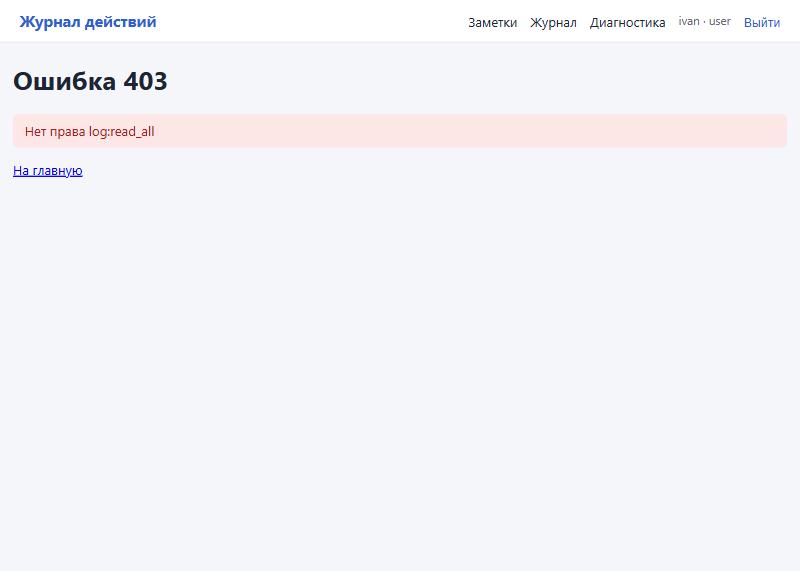 Журнал действий Заметки Журнал Диагностика ivan · user Выйти
Ошибка 403
Нет права log:read_all
На главную